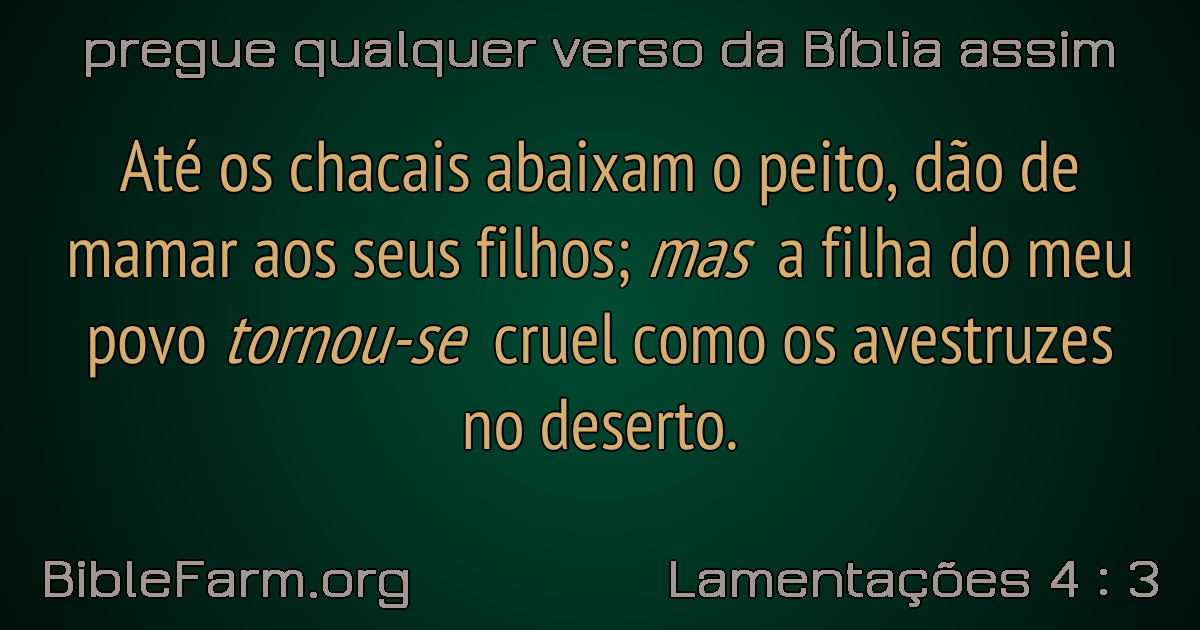 pregue qualquer verso da Bíblia assim
Até os chacais abaixam o peito, dão de
mamar aos seus filhos; mas a filha do meu
povo tornou-se cruel como os avestruzes
no deserto.
BibleFarm.org
Lamentações 4 : 3